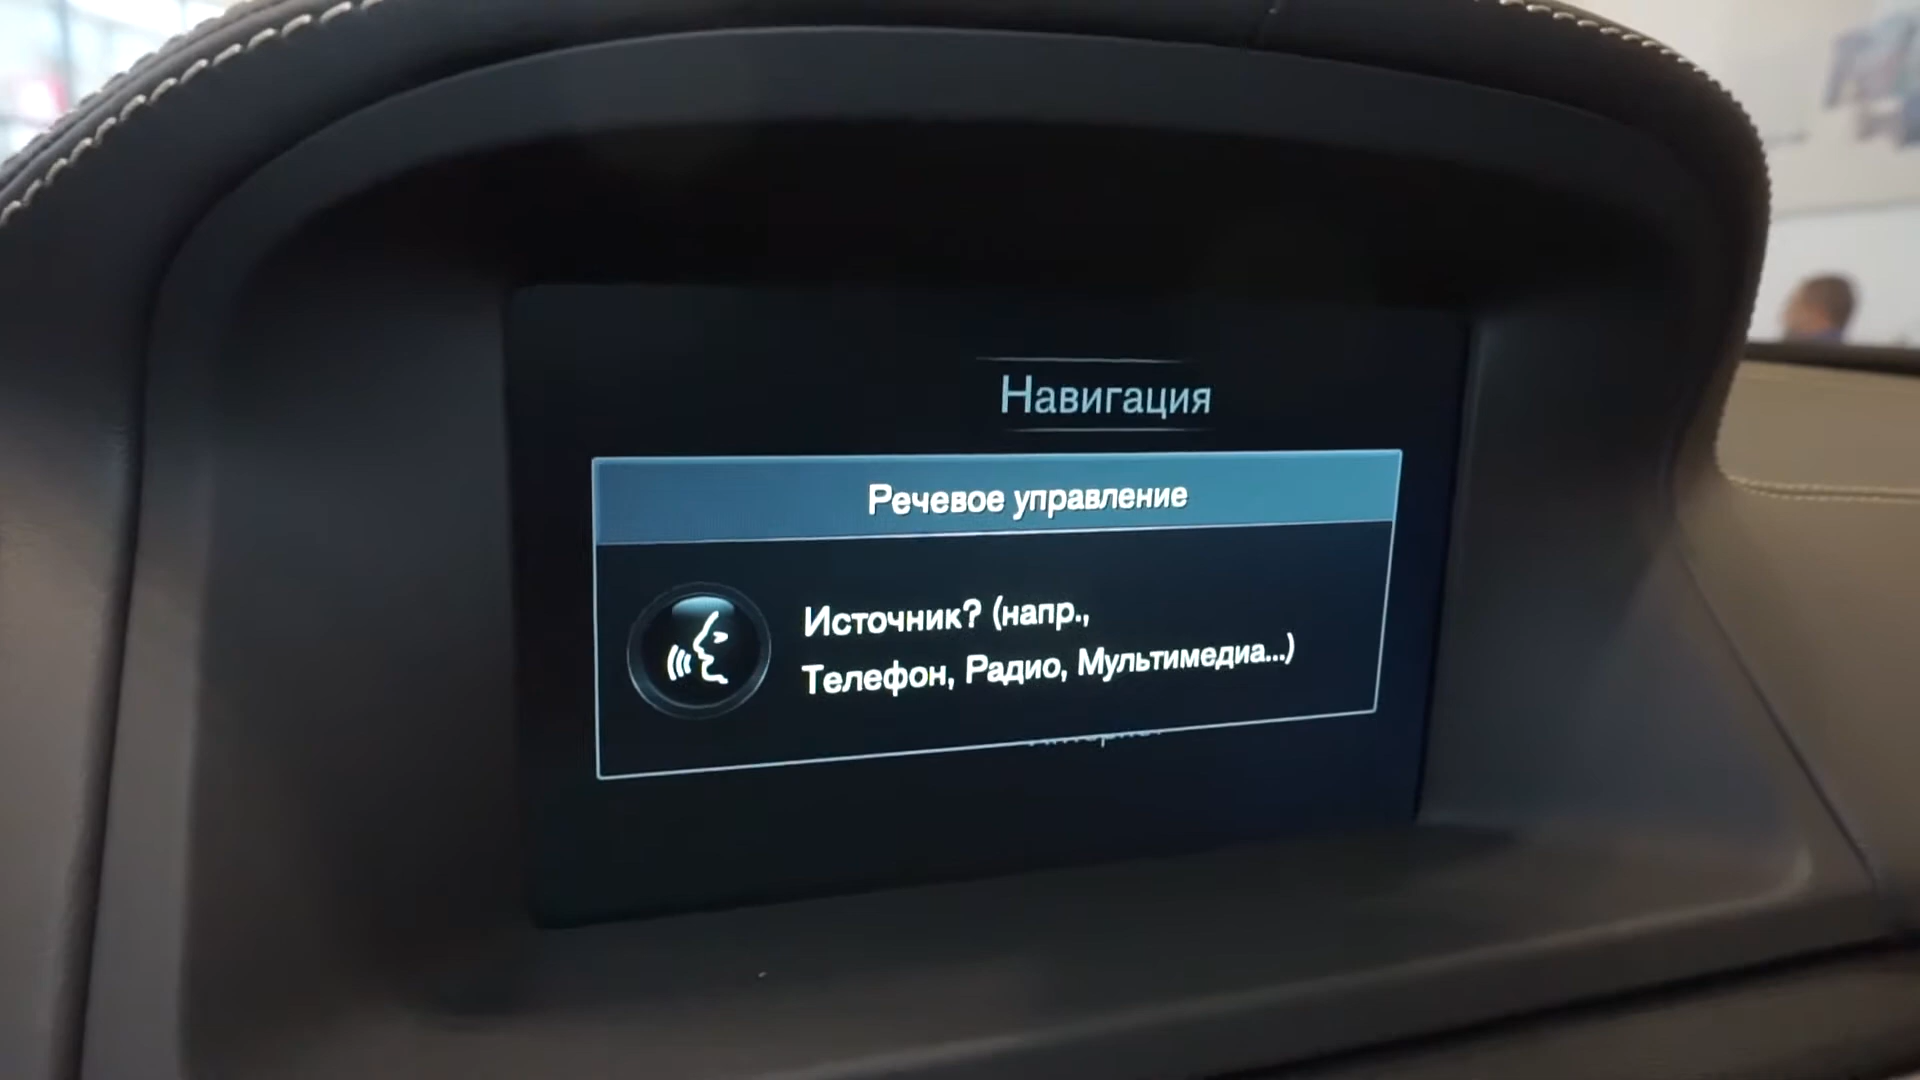 Навигация
Речевое управление
Источник? (напр.,
Телефон, Радио, Мультимедиа...)